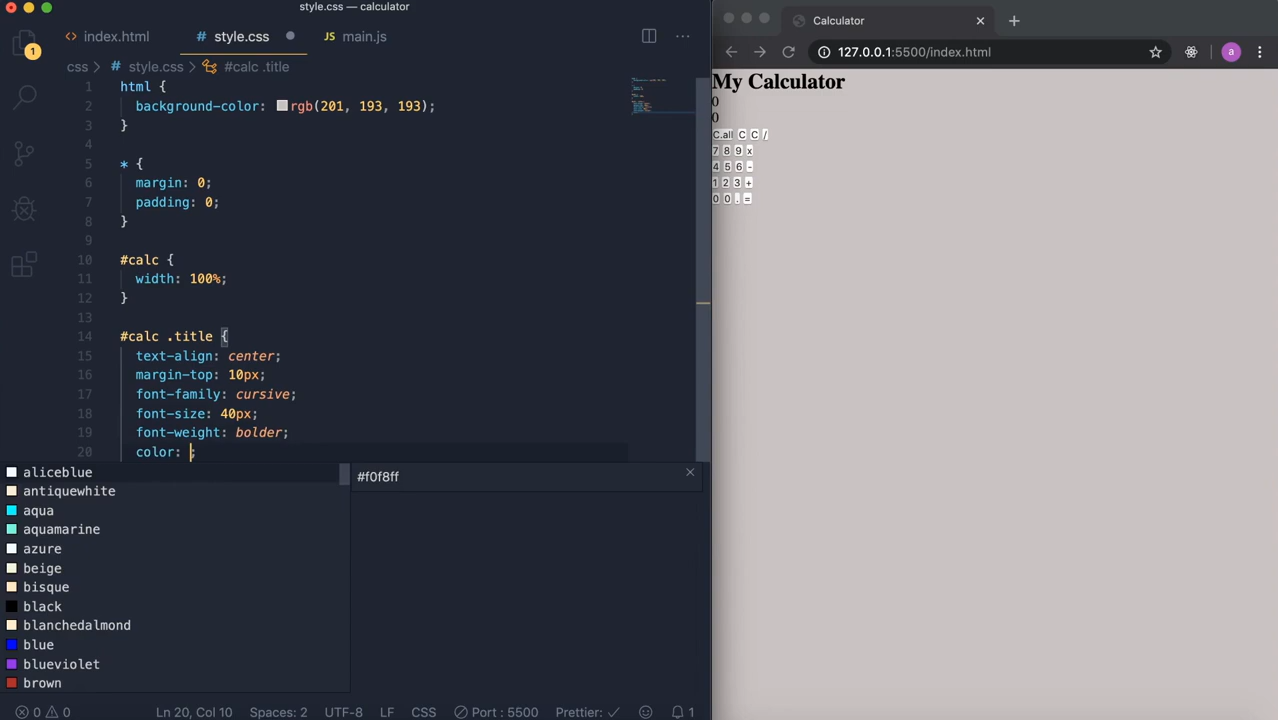 style.css — calculator
1
<> index.html
# style.css
JS main.js
...
css > # style.css > #calc .title
1 html {
2 background-color: rgb(201, 193, 193);
3 }
4
5 * {
6 margin: 0;
7 padding: 0;
8 }
9
10 #calc {
11 width: 100%;
12 }
13
14 #calc .title {
15 text-align: center;
16 margin-top: 10px;
17 font-family: cursive;
18 font-size: 40px;
19 font-weight: bolder;
20 color: ;
aliceblue
antiquewhite
aqua
aquamarine
azure
beige
bisque
black
blanchedalmond
blue
blueviolet
brown
#f0f8ff
0 0 Ln 20, Col 10 Spaces: 2 UTF-8 LF CSS Port : 5500 Prettier: ✓ 1
Calculator
127.0.0.1:5500/index.html
a
My Calculator
0
0
C.all C C /
7 8 9 x
4 5 6 -
1 2 3 +
0 0 . =